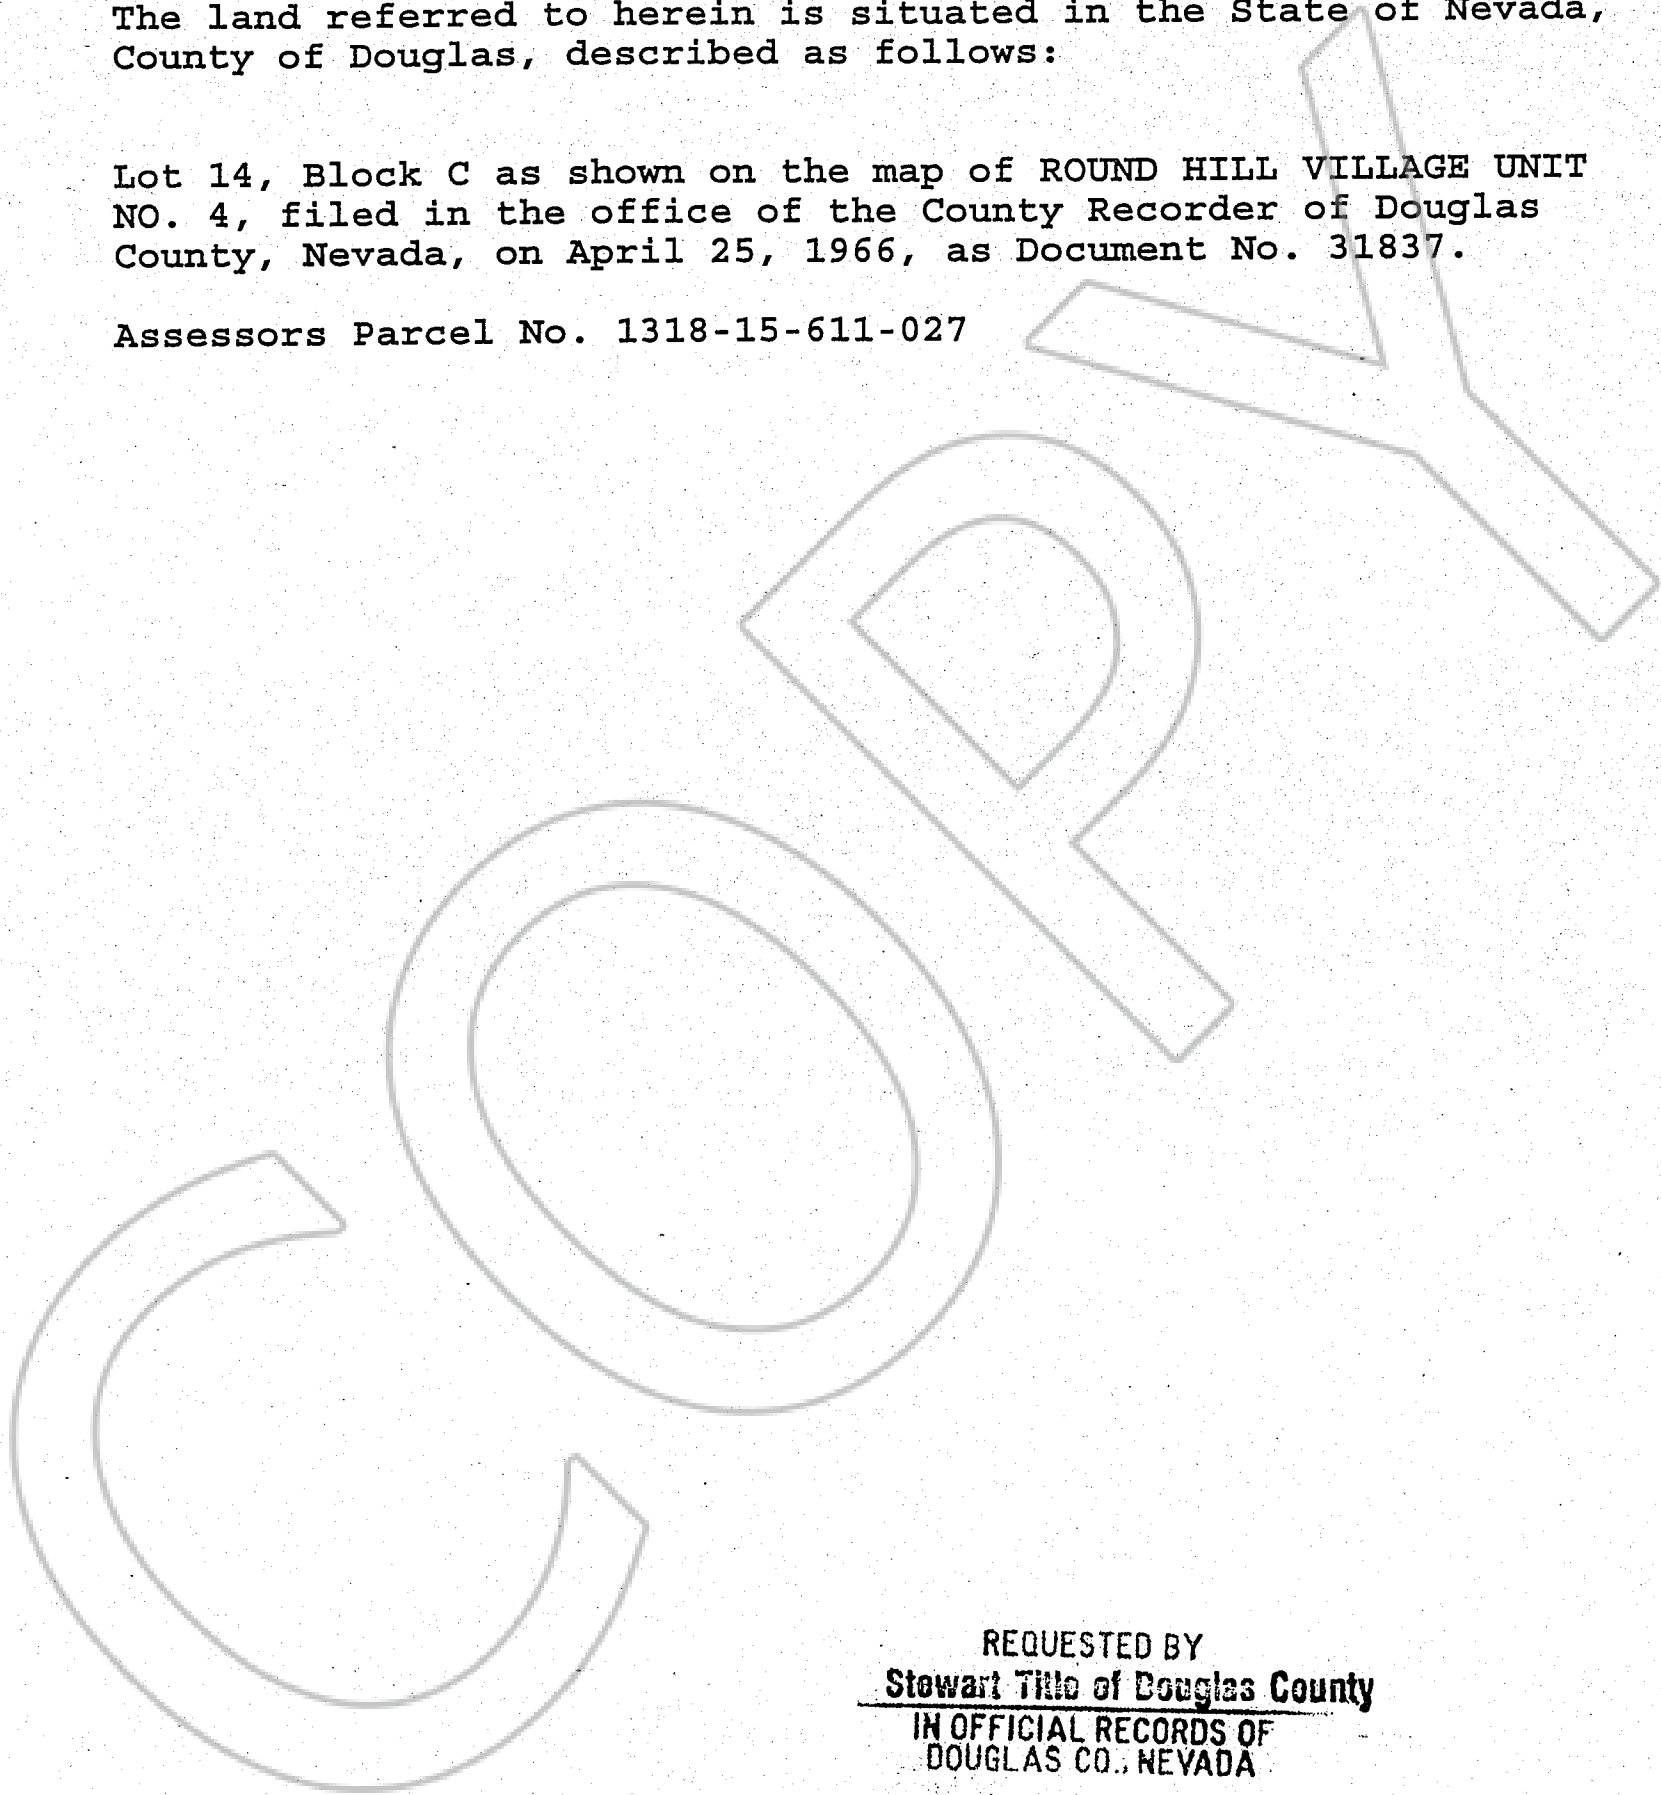 The land referred to herein is situated in the State of Nevada,
County of Douglas, described as follows:
Lot 14, Block C as shown on the map of ROUND HILL VILLAGE UNIT
NO. 4, filed in the office of the County Recorder of Douglas
County, Nevada, on April 25, 1966, as Document No. 31837.
Assessors Parcel No. 1318-15-611-027
COPY
REQUESTED BY
Stewart Title of Douglas County
IN OFFICIAL RECORDS OF
DOUGLAS CO., NEVADA